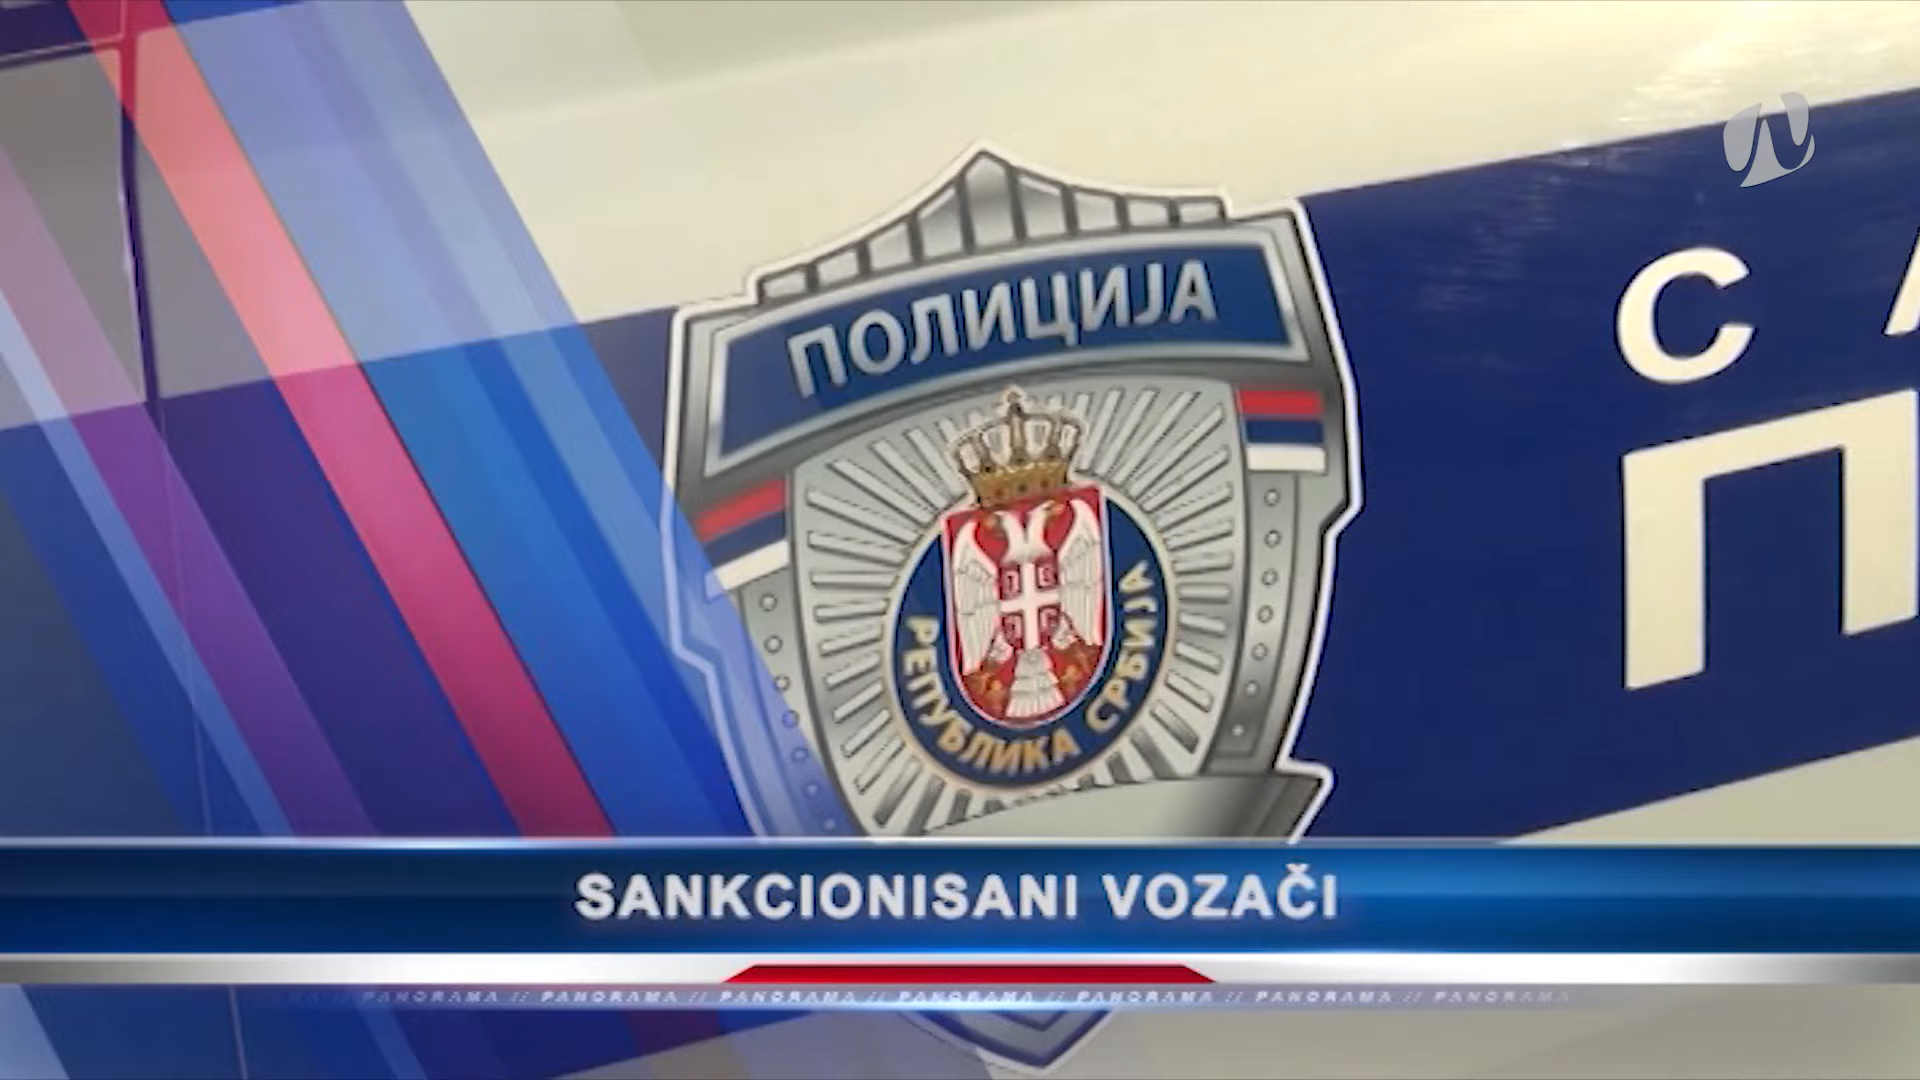 ПОЛИЦИЈА
РЕПУБЛИКА СРБИЈА
С А
П
SANKCIONISANI VOZAČI
PANORAMA // PANORAMA // PANORAMA // PANORAMA // PANORAMA // PANORAMA // PANORAMA